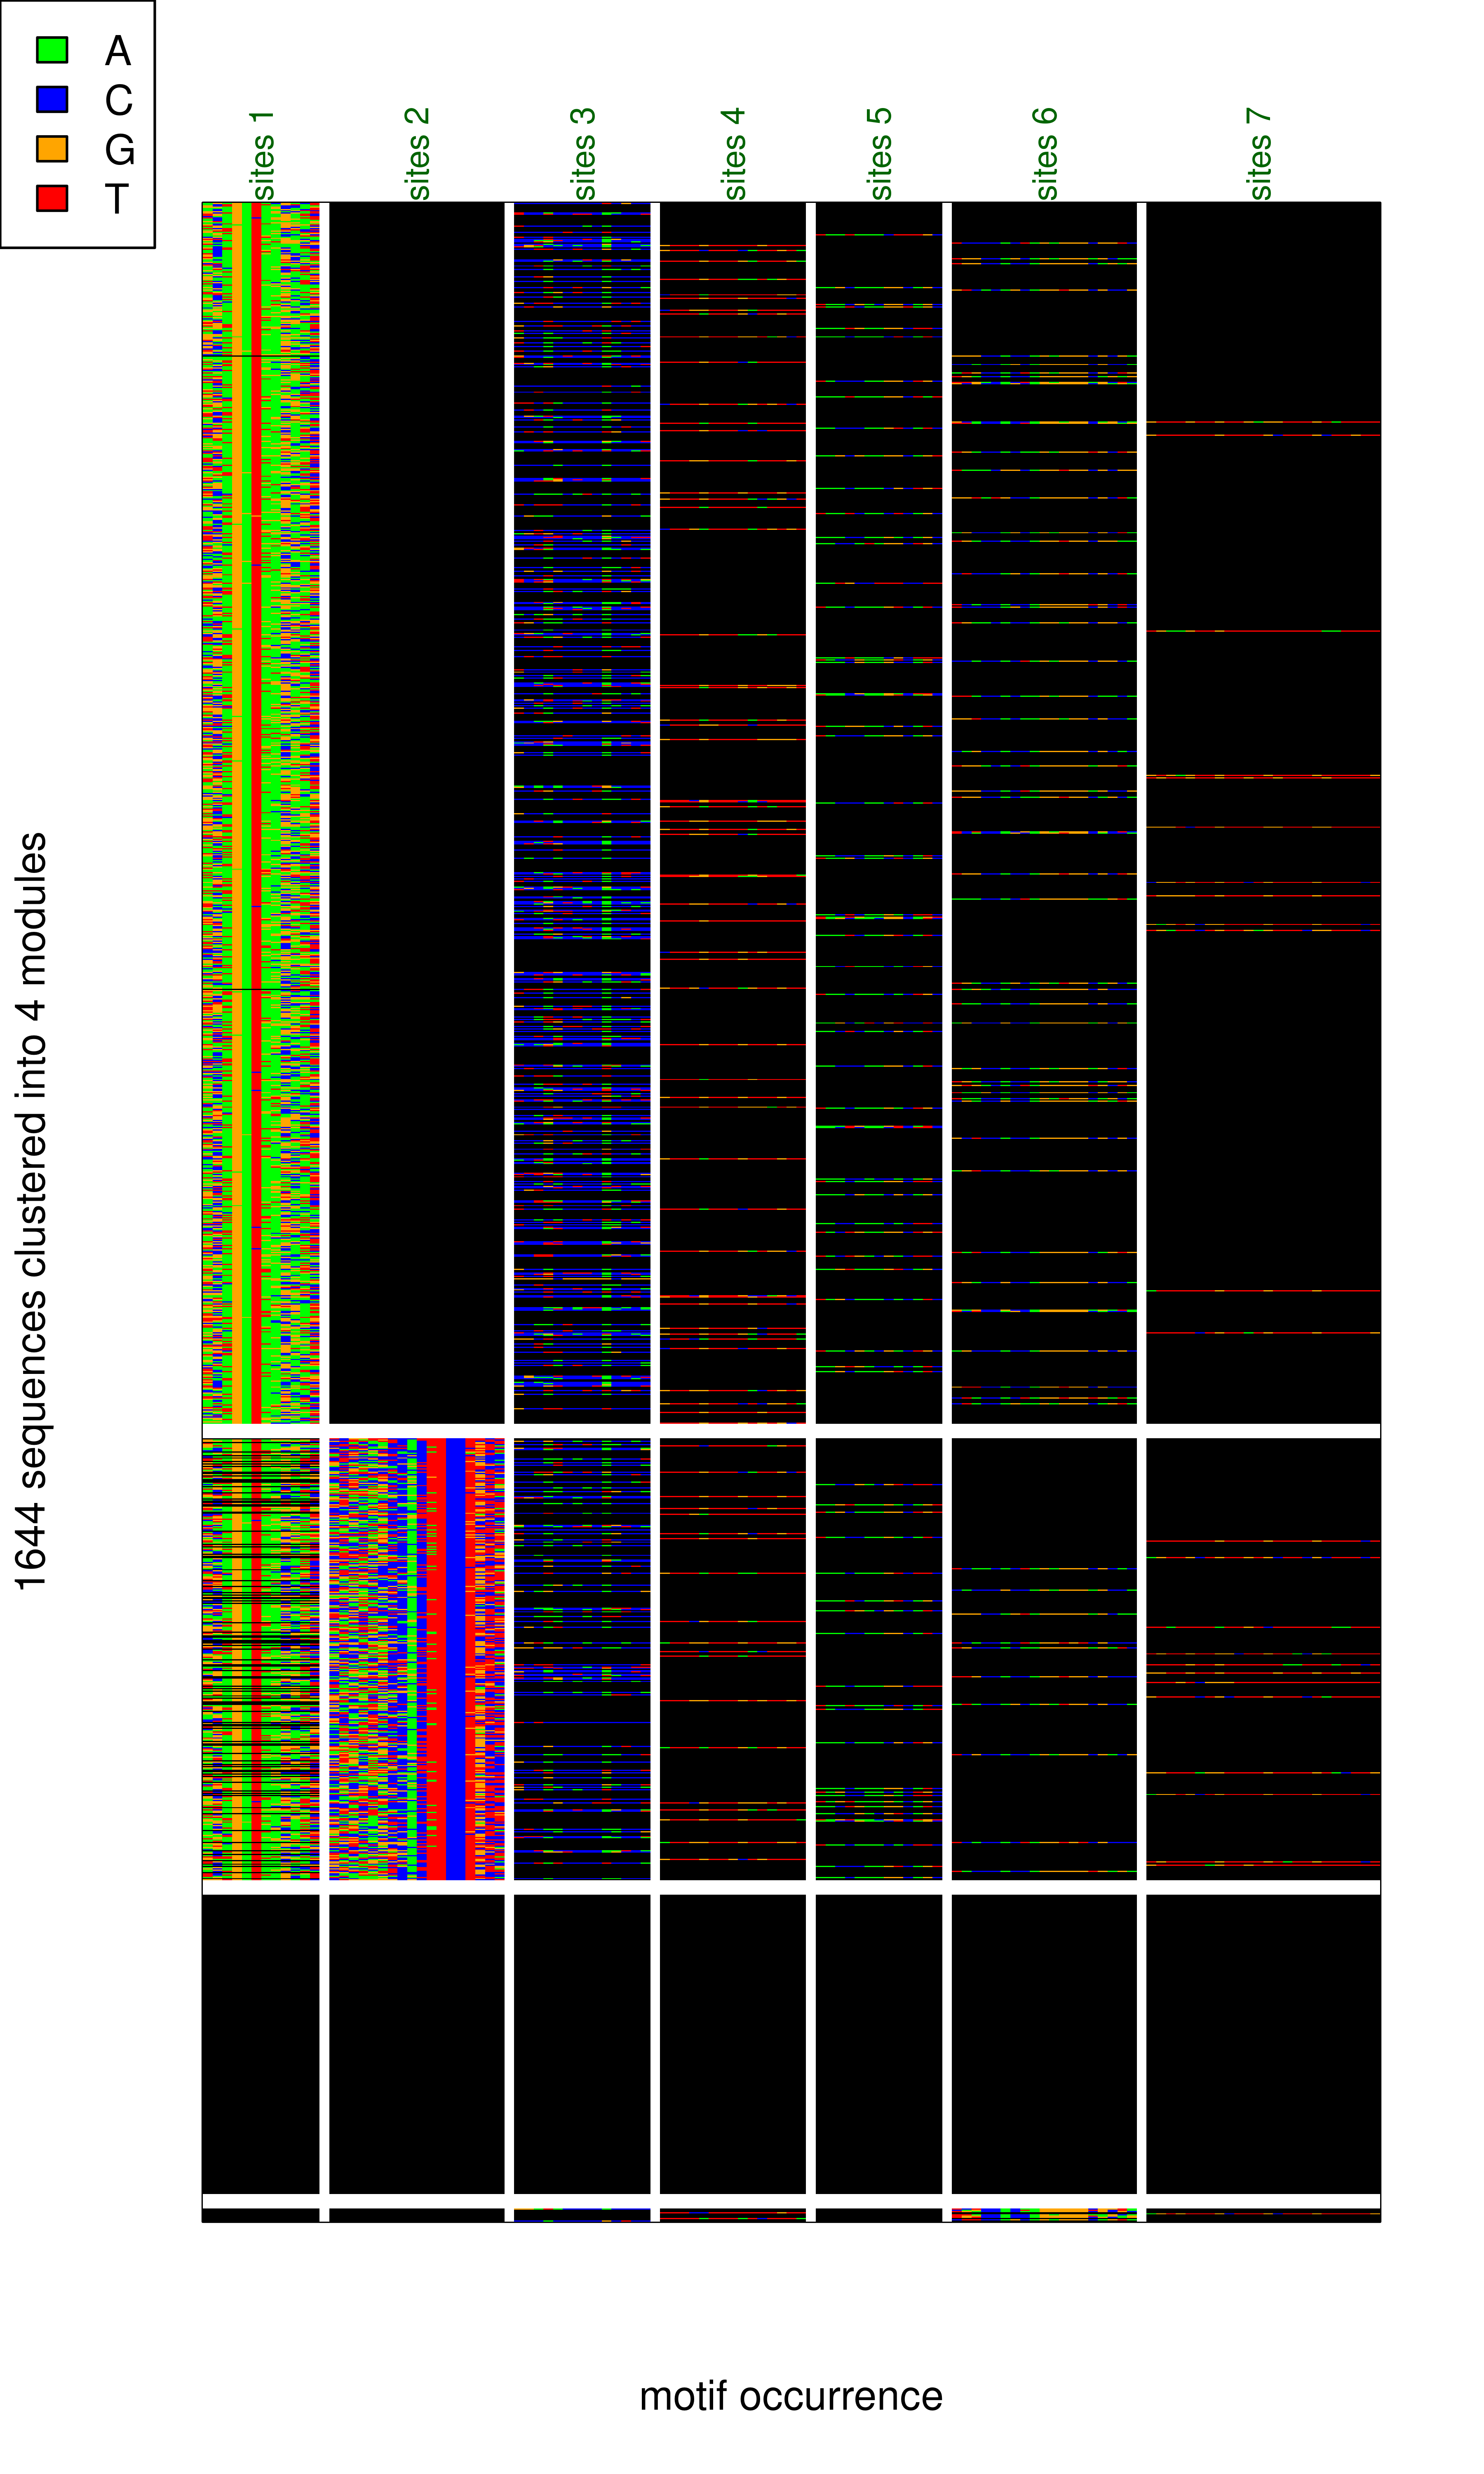 A
C
G
T
sites 1
sites 2
sites 3
sites 4
sites 5
sites 6
sites 7
1644 sequences clustered into 4 modules
motif occurrence